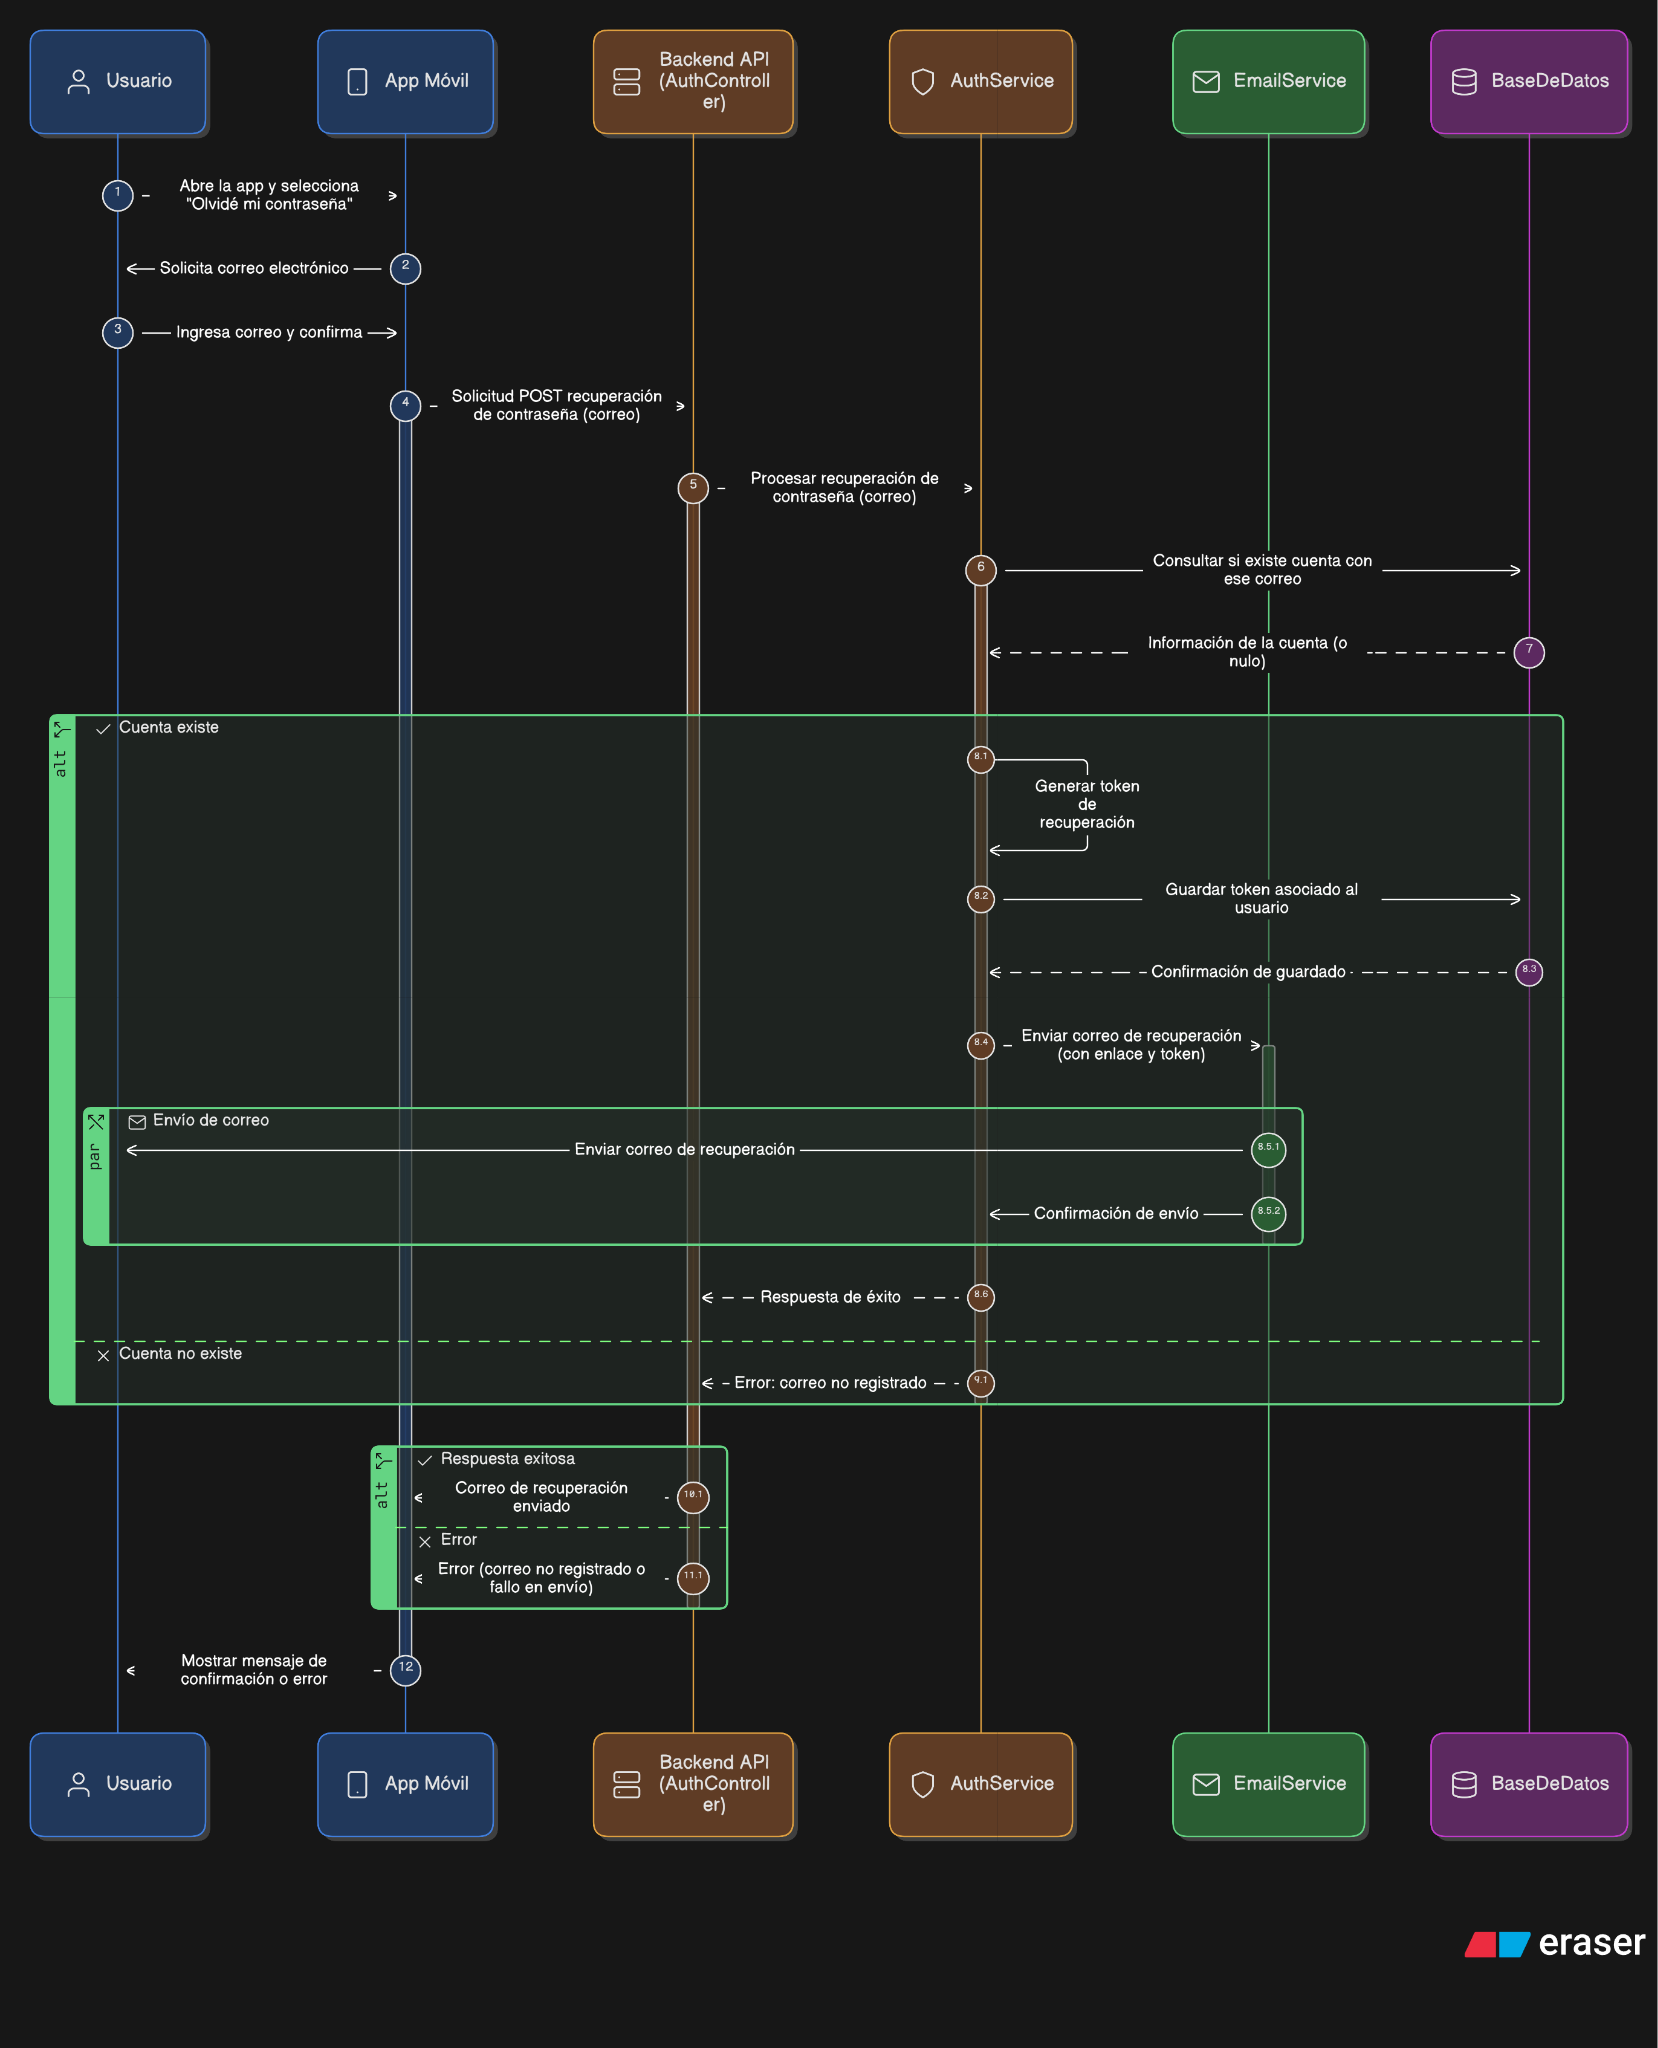 Usuario
App Móvil
Backend API
(AuthControll
er)
AuthService
EmailService
BaseDeDatos
1
Abre la app y selecciona
"Olvidé mi contraseña"
Solicita correo electrónico
2
3
Ingresa correo y confirma
4
Solicitud POST recuperación
de contraseña (correo)
5
Procesar recuperación de
contraseña (correo)
6
Consultar si existe cuenta con
ese correo
Información de la cuenta (o
nulo)
7
alt
Cuenta existe
8.1
Generar token
de
recuperación
8.2
Guardar token asociado al
usuario
Confirmación de guardado
8.3
8.4
Enviar correo de recuperación
(con enlace y token)
par
Envío de correo
Enviar correo de recuperación
8.5.1
Confirmación de envío
8.5.2
Respuesta de éxito
8.6
Cuenta no existe
Error: correo no registrado
9.1
alt
Respuesta exitosa
Correo de recuperación
enviado
10.1
Error
Error (correo no registrado o
fallo en envío)
11.1
Mostrar mensaje de
confirmación o error
12
Usuario
App Móvil
Backend API
(AuthControll
er)
AuthService
EmailService
BaseDeDatos
eraser